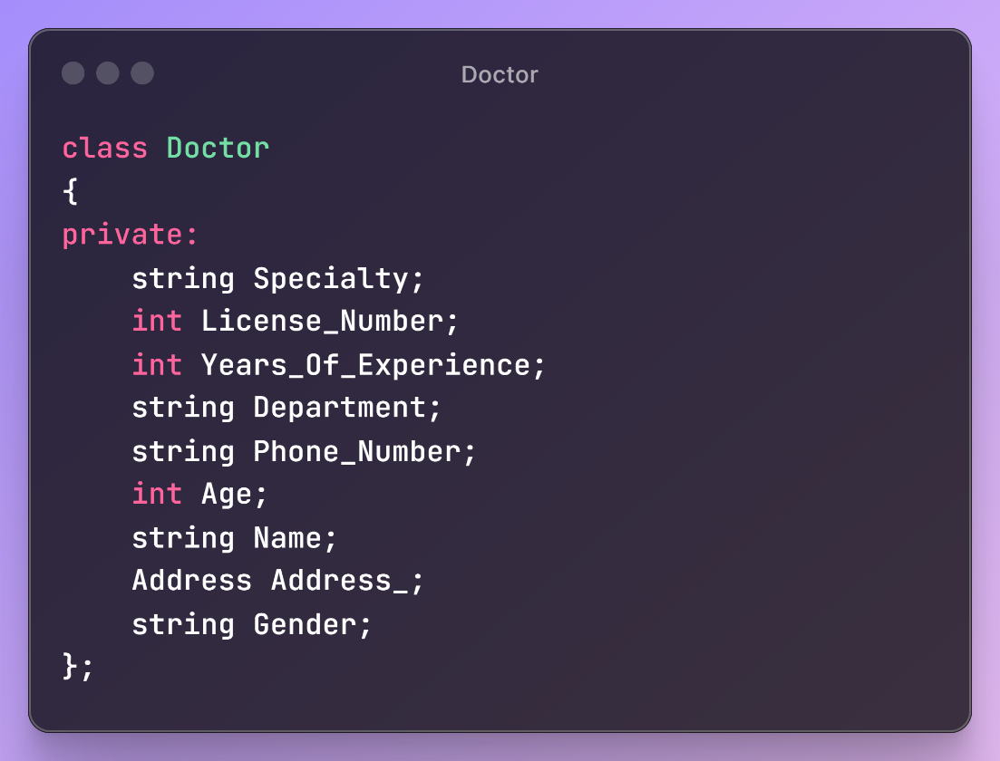 Doctor
class Doctor
{
private:
    string Specialty;
    int License_Number;
    int Years_Of_Experience;
    string Department;
    string Phone_Number;
    int Age;
    string Name;
    Address Address_;
    string Gender;
};